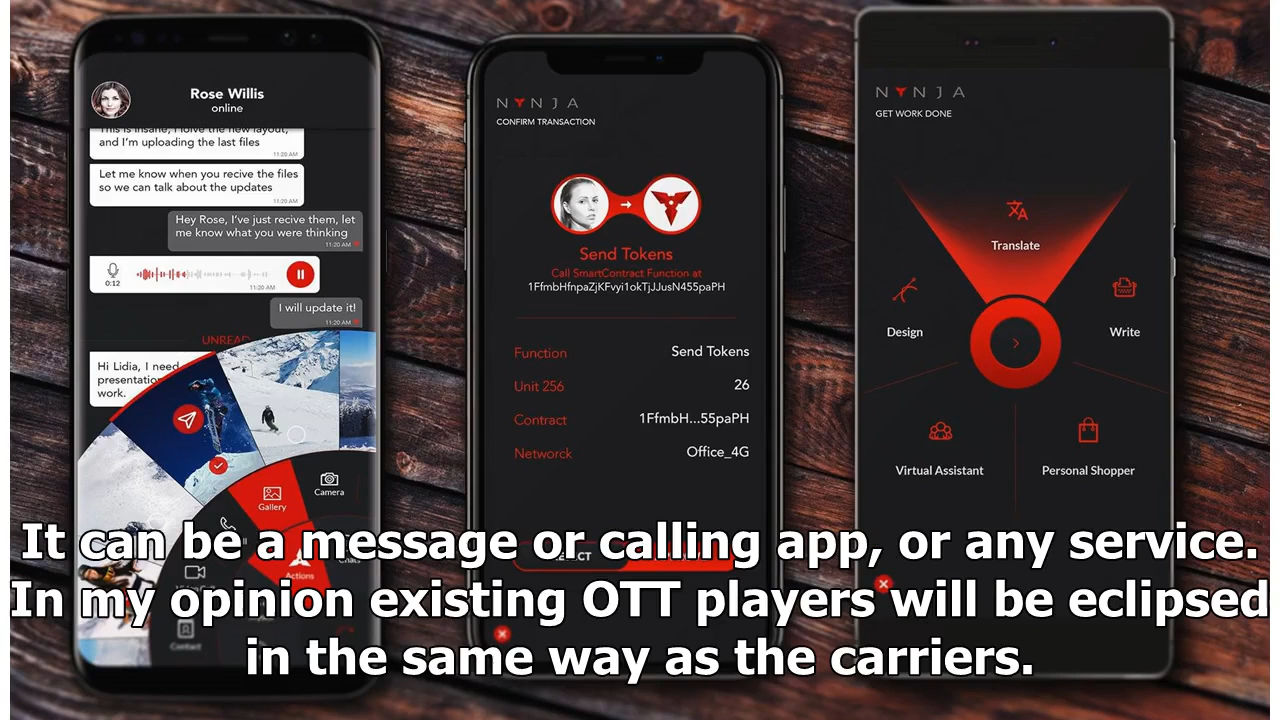 Rose Willis
online
This is insane, I lolve the new layout,
and I'm uploading the last files
11:20 AM
Let me know when you recive the files
so we can talk about the updates
11:20 AM
Hey Rose, I've just recive them, let
me know what you were thinking
11:20 AM
0:12
11:20 AM
I will update it!
11:20 AM
UNREAD
Hi Lidia, I need
presentation
work.
Camera
Gallery
Actions
Chats
Contact
NYNJA
CONFIRM TRANSACTION
Send Tokens
Call SmartContract Function at
1FfmbHfnpaZjKFvyi1okTjJJusN455paPH
Function Send Tokens
Unit 256 26
Contract 1FfmbH...55paPH
Networck Office_4G
NYNJA
GET WORK DONE
Translate
Design
Write
Virtual Assistant
Personal Shopper
It can be a message or calling app, or any service.
In my opinion existing OTT players will be eclipsed
in the same way as the carriers.